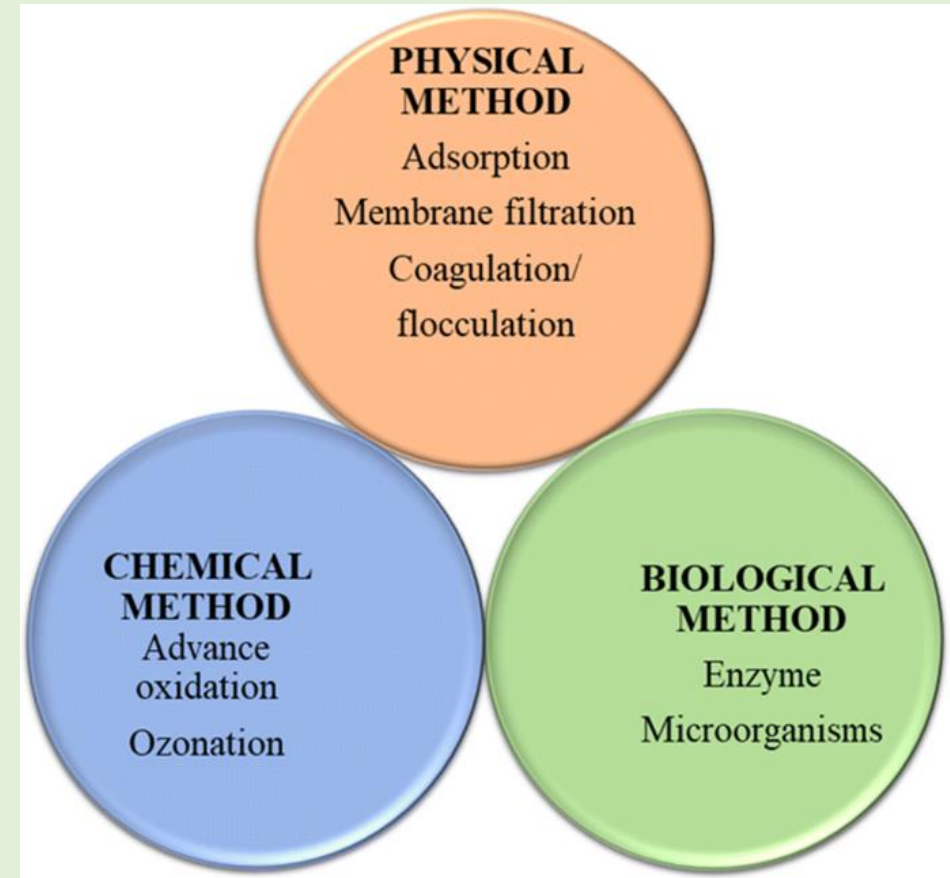 PHYSICAL
METHOD
Adsorption
Membrane filtration
Coagulation/
flocculation
CHEMICAL
METHOD
Advance
oxidation
Ozonation
BIOLOGICAL
METHOD
Enzyme
Microorganisms